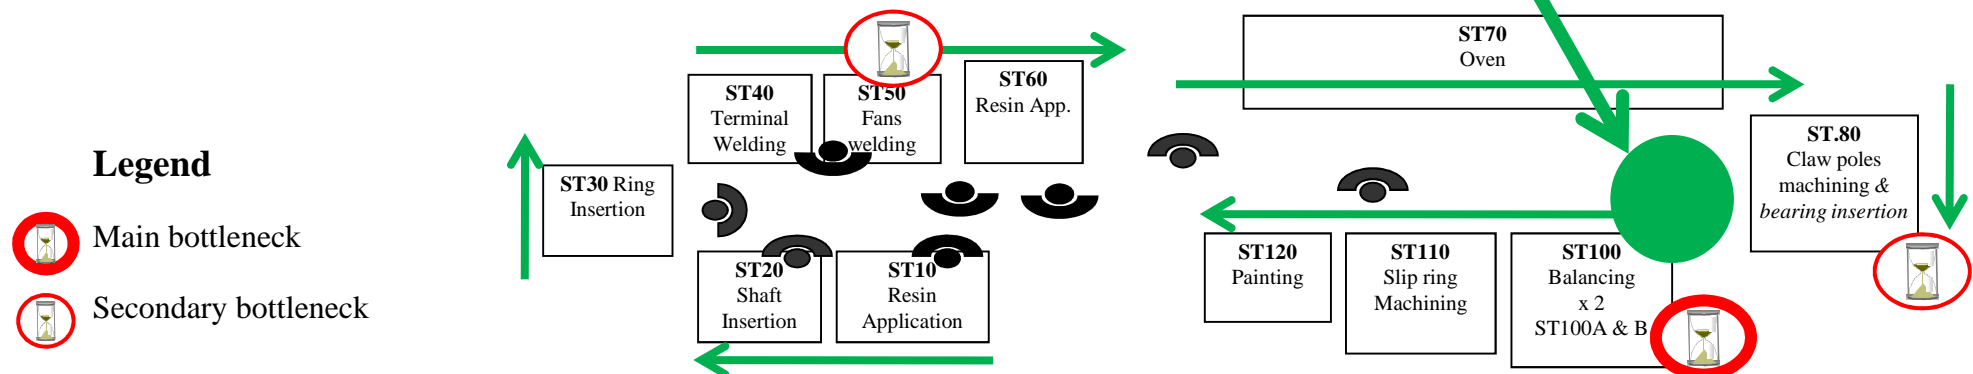 Legend
Main bottleneck
Secondary bottleneck
ST30 Ring
Insertion
ST40
Terminal
Welding
ST50
Fans
welding
ST60
Resin App.
ST20
Shaft
Insertion
ST10
Resin
Application
ST70
Oven
ST.80
Claw poles
machining &
bearing insertion
ST120
Painting
ST110
Slip ring
Machining
ST100
Balancing
x 2
ST100A & B